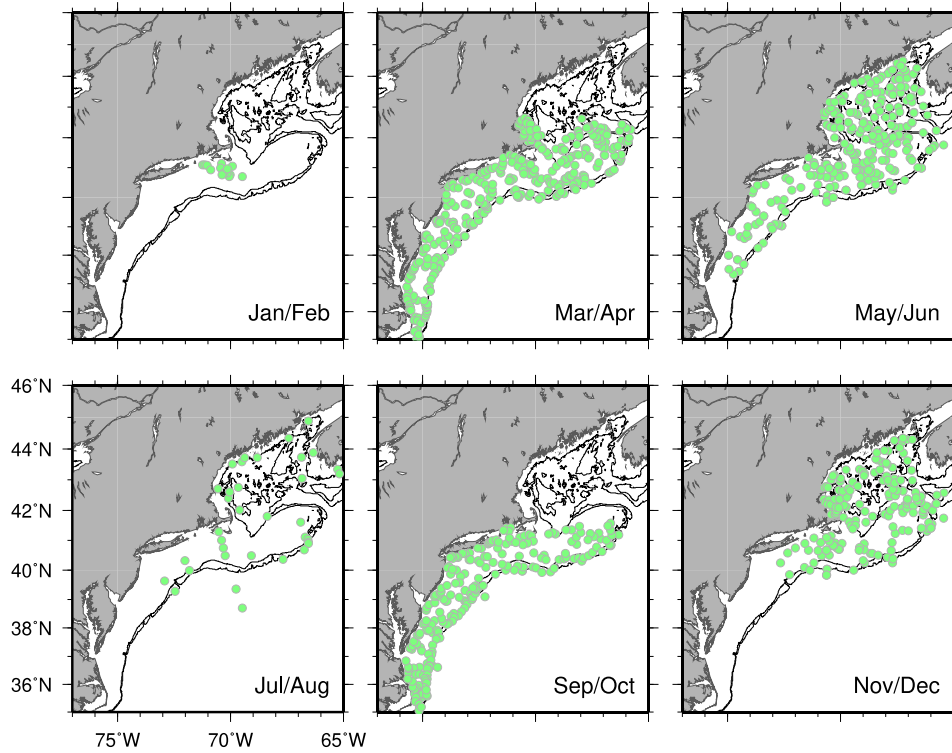 Jan/Feb
Mar/Apr
May/Jun
46˚N
44˚N
42˚N
40˚N
38˚N
36˚N
Jul/Aug
Sep/Oct
Nov/Dec
75˚W
70˚W
65˚W